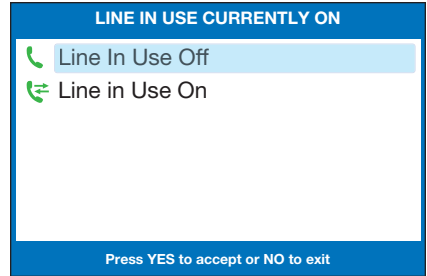 LINE IN USE CURRENTLY ON
Line In Use Off
Line in Use On
Press YES to accept or NO to exit